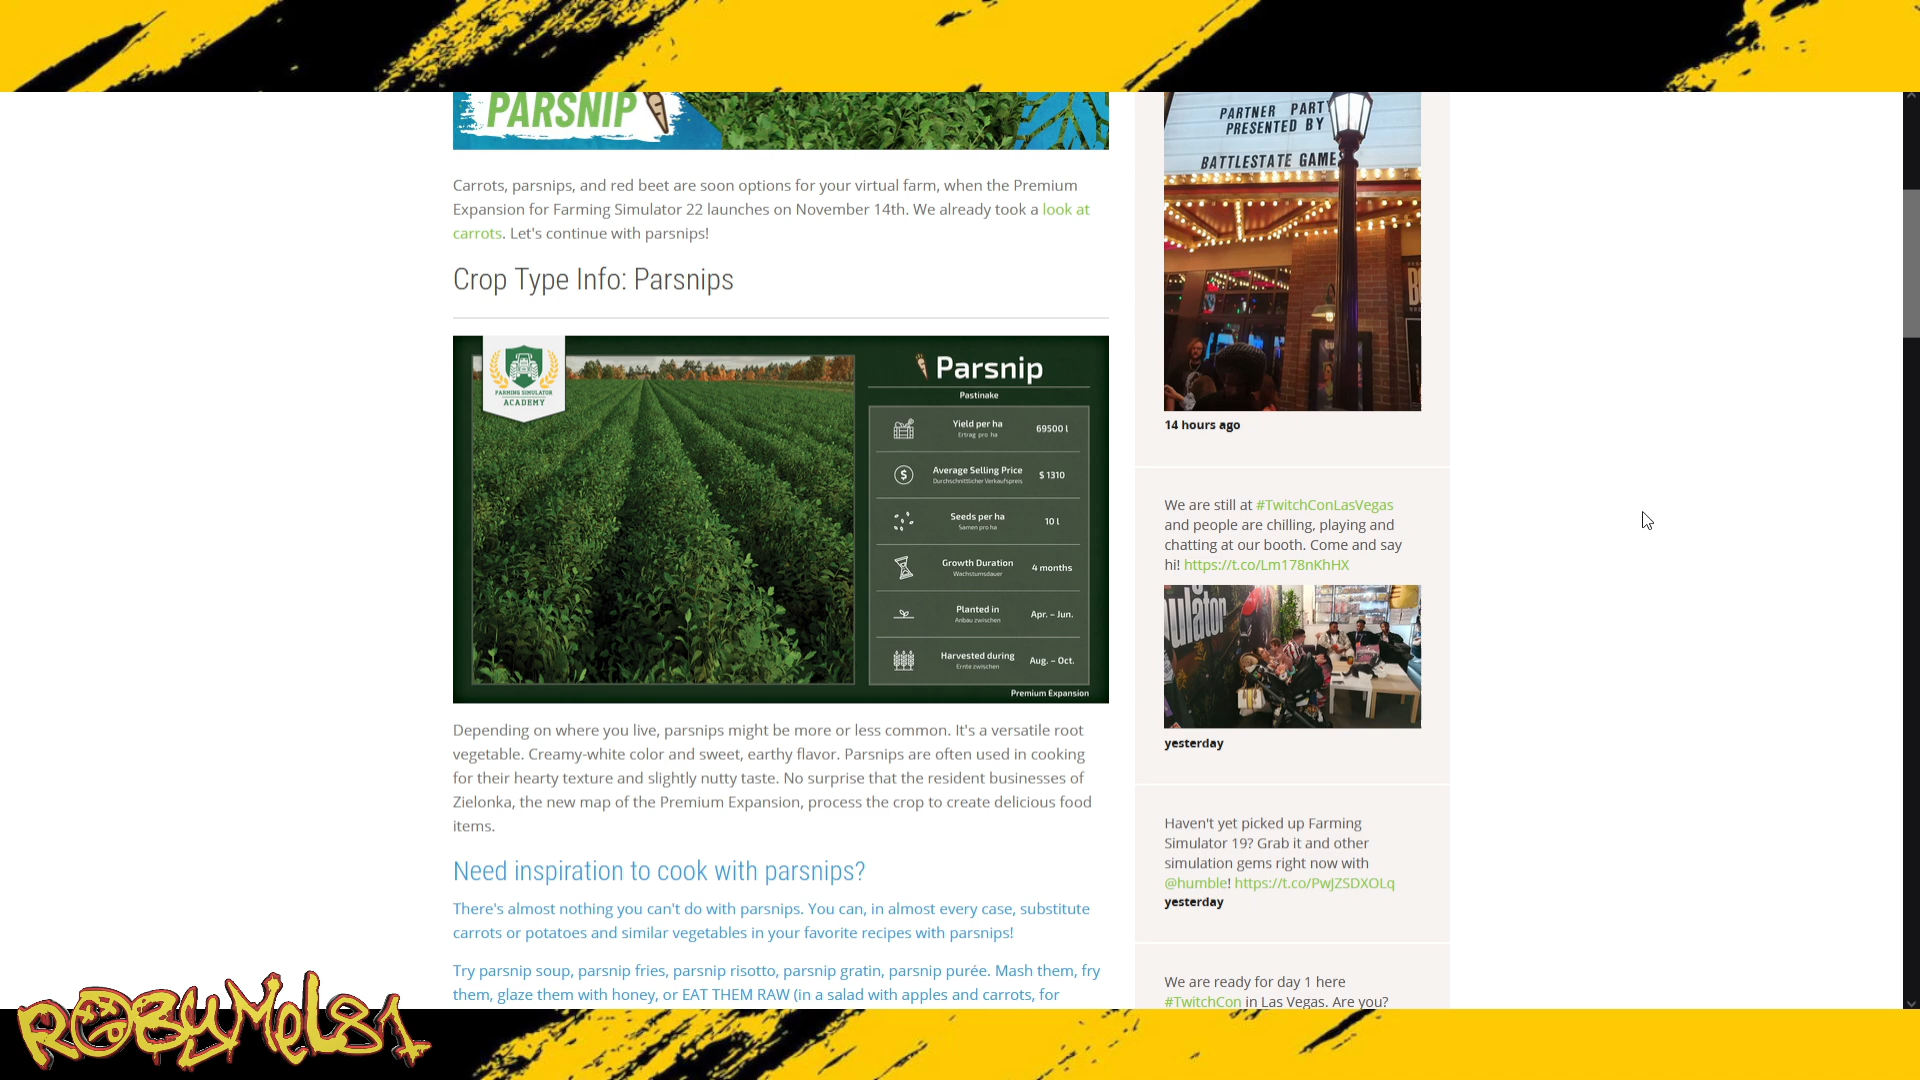 PARSNIP
Carrots, parsnips, and red beet are soon options for your virtual farm, when the Premium
Expansion for Farming Simulator 22 launches on November 14th. We already took a look at
carrots. Let's continue with parsnips!
Crop Type Info: Parsnips
FARMING SIMULATOR
ACADEMY
Parsnip
Pastinake
Yield per ha
Ertrag pro ha
69500 l
Average Selling Price
Durchschnittlicher Verkaufspreis
$ 1310
Seeds per ha
Samen pro ha
10 l
Growth Duration
Wachstumsdauer
4 months
Planted in
Anbau zwischen
Apr. – Jun.
Harvested during
Ernte zwischen
Aug. – Oct.
Premium Expansion
Depending on where you live, parsnips might be more or less common. It's a versatile root
vegetable. Creamy-white color and sweet, earthy flavor. Parsnips are often used in cooking
for their hearty texture and slightly nutty taste. No surprise that the resident businesses of
Zielonka, the new map of the Premium Expansion, process the crop to create delicious food
items.
Need inspiration to cook with parsnips?
There's almost nothing you can't do with parsnips. You can, in almost every case, substitute
carrots or potatoes and similar vegetables in your favorite recipes with parsnips!
Try parsnip soup, parsnip fries, parsnip risotto, parsnip gratin, parsnip purée. Mash them, fry
them, glaze them with honey, or EAT THEM RAW (in a salad with apples and carrots, for
PARTNER PARTY
PRESENTED BY
BATTLESTATE GAMES
14 hours ago
We are still at #TwitchConLasVegas
and people are chilling, playing and
chatting at our booth. Come and say
hi! https://t.co/Lm178nKhHX
ulator
yesterday
Haven't yet picked up Farming
Simulator 19? Grab it and other
simulation gems right now with
@humble! https://t.co/PwJZSDXOLq
yesterday
We are ready for day 1 here
#TwitchCon in Las Vegas. Are you?
RobyMel81